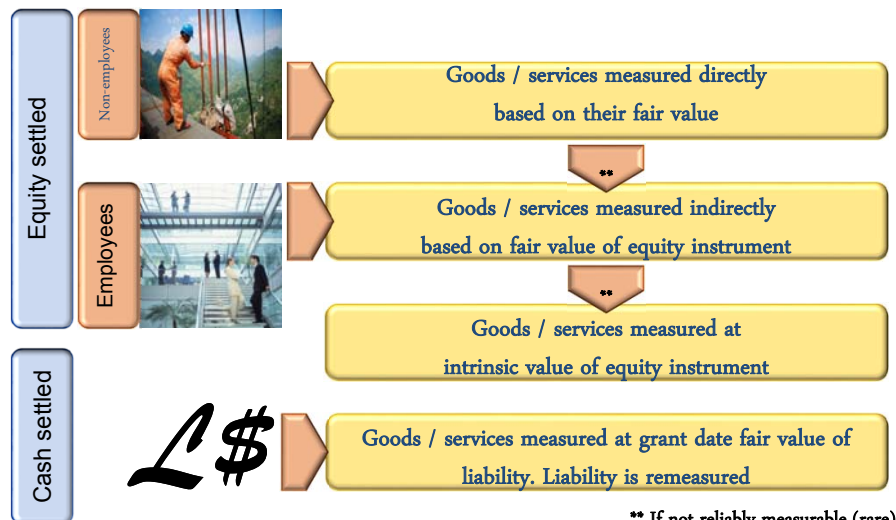 Equity settled
Non-employees
Goods / services measured directly
based on their fair value
**
Employees
Goods / services measured indirectly
based on fair value of equity instrument
**
Goods / services measured at
intrinsic value of equity instrument
Cash settled
£$
Goods / services measured at grant date fair value of
liability. Liability is remeasured
** If not reliably measurable (rare)